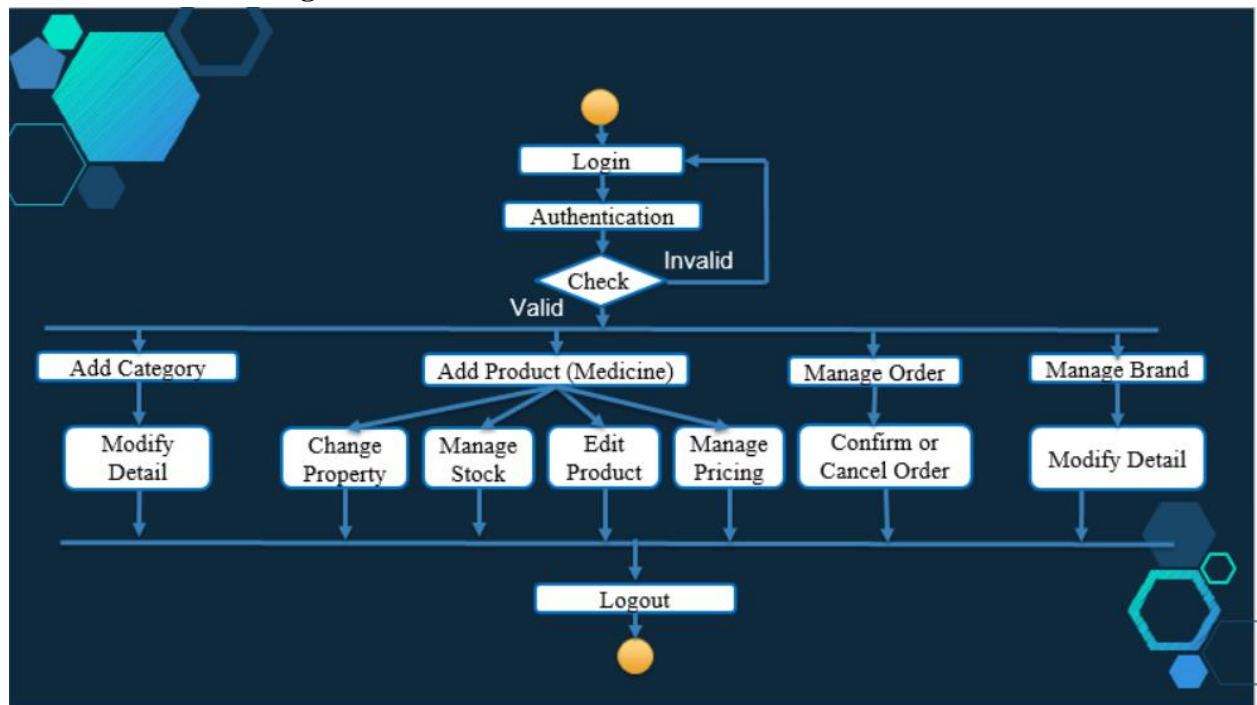 Login
Authentication
Check
Invalid
Valid
Add Category
Add Product (Medicine)
Manage Order
Manage Brand
Modify
Detail
Change
Property
Manage
Stock
Edit
Product
Manage
Pricing
Confirm or
Cancel Order
Modify Detail
Logout